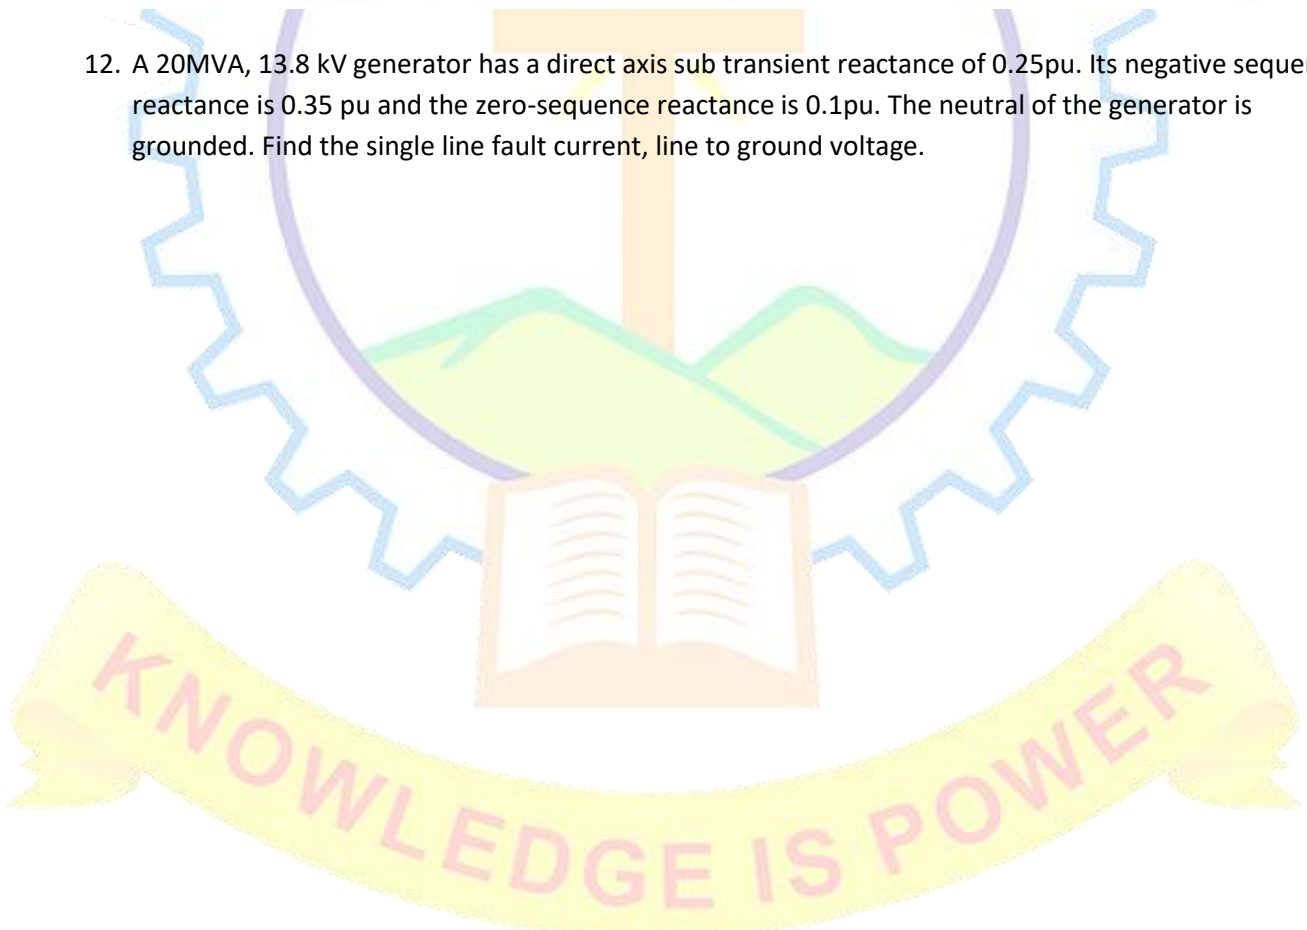 12. A 20MVA, 13.8 kV generator has a direct axis sub transient reactance of 0.25pu. Its negative
reactance is 0.35 pu and the zero-sequence reactance is 0.1pu. The neutral of the generator is
grounded. Find the single line fault current, line to ground voltage.
KNOWLEDGE IS POWER